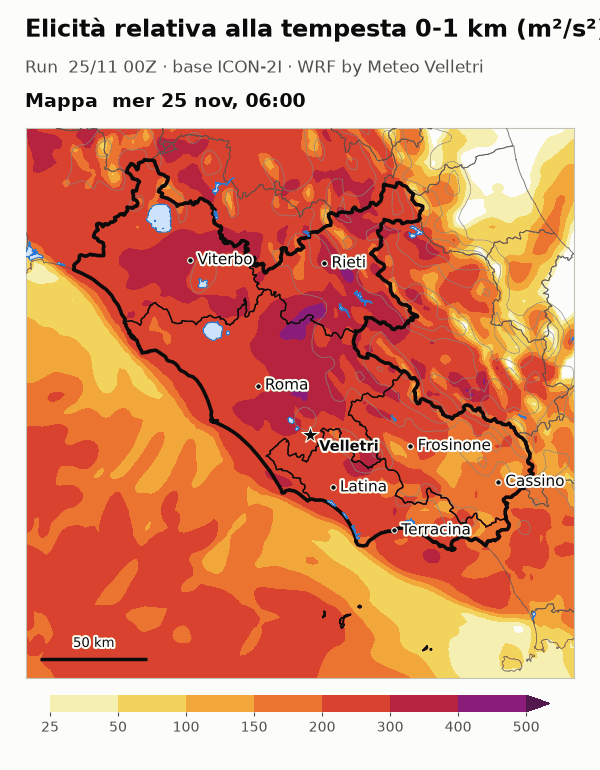 Elicità relativa alla tempesta 0-1 km (m²/s²)
Run 25/11 00Z · base ICON-2I · WRF by Meteo Velletri
Mappa mer 25 nov, 06:00
Viterbo
Rieti
Roma
Velletri
Frosinone
Cassino
Latina
Terracina
50 km
25 50 100 150 200 300 400 500